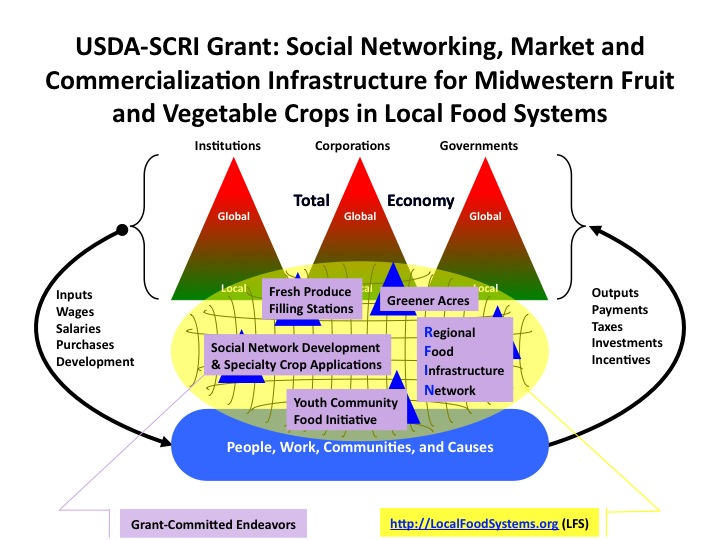 USDA-SCRI Grant: Social Networking, Market and
Commercialization Infrastructure for Midwestern Fruit
and Vegetable Crops in Local Food Systems
Institutions
Corporations
Governments
Total Economy
Global
Global
Global
Local
cal
Local
Inputs
Wages
Salaries
Purchases
Development
Outputs
Payments
Taxes
Investments
Incentives
Fresh Produce
Filling Stations
Greener Acres
Social Network Development
& Specialty Crop Applications
Regional
Food
Infrastructure
Network
Youth Community
Food Initiative
People, Work, Communities, and Causes
Grant-Committed Endeavors
http://LocalFoodSystems.org (LFS)